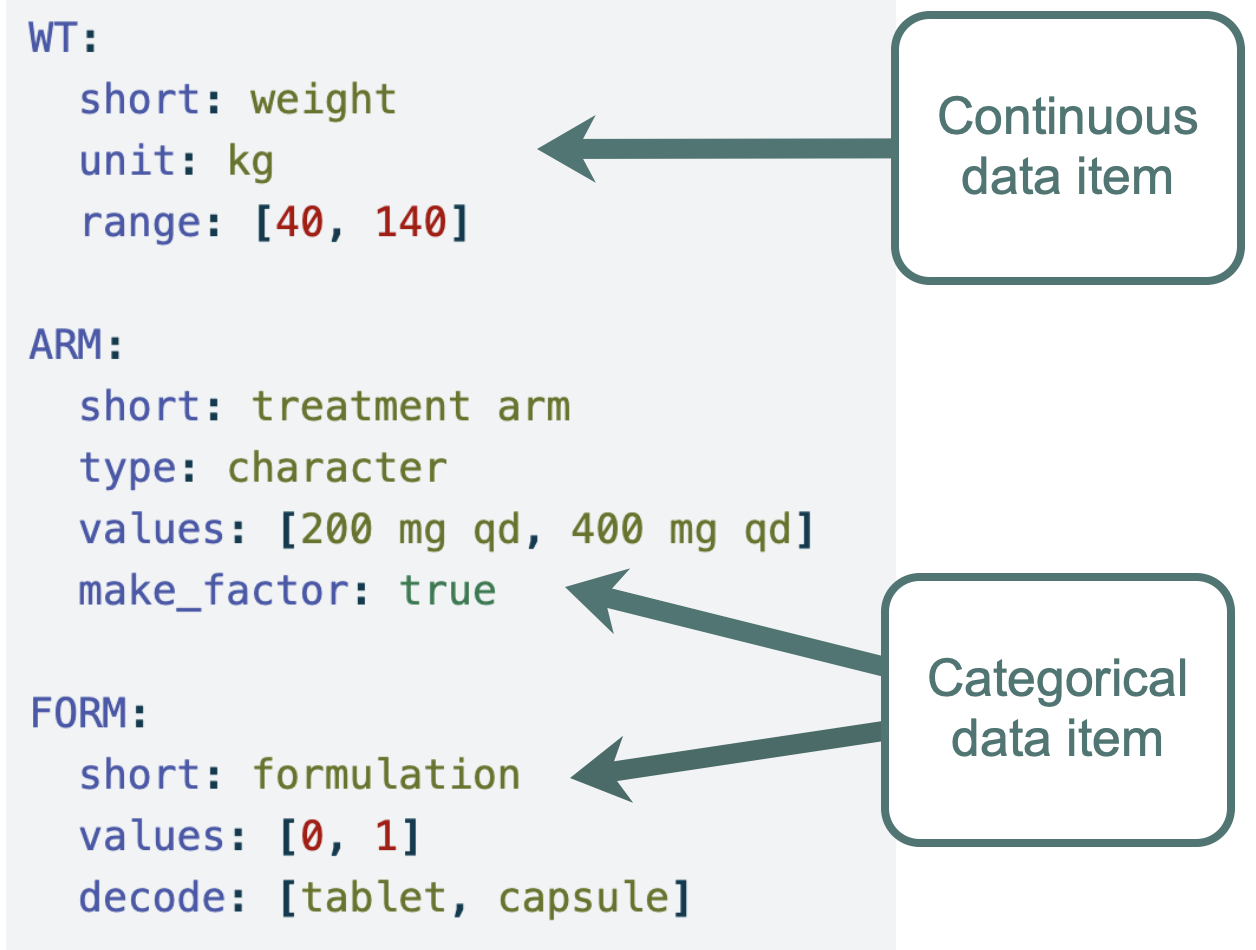 WT:
  short: weight
  unit: kg
  range: [40, 140]
Continuous
data item
ARM:
  short: treatment arm
  type: character
  values: [200 mg qd, 400 mg qd]
  make_factor: true
FORM:
  short: formulation
  values: [0, 1]
  decode: [tablet, capsule]
Categorical
data item